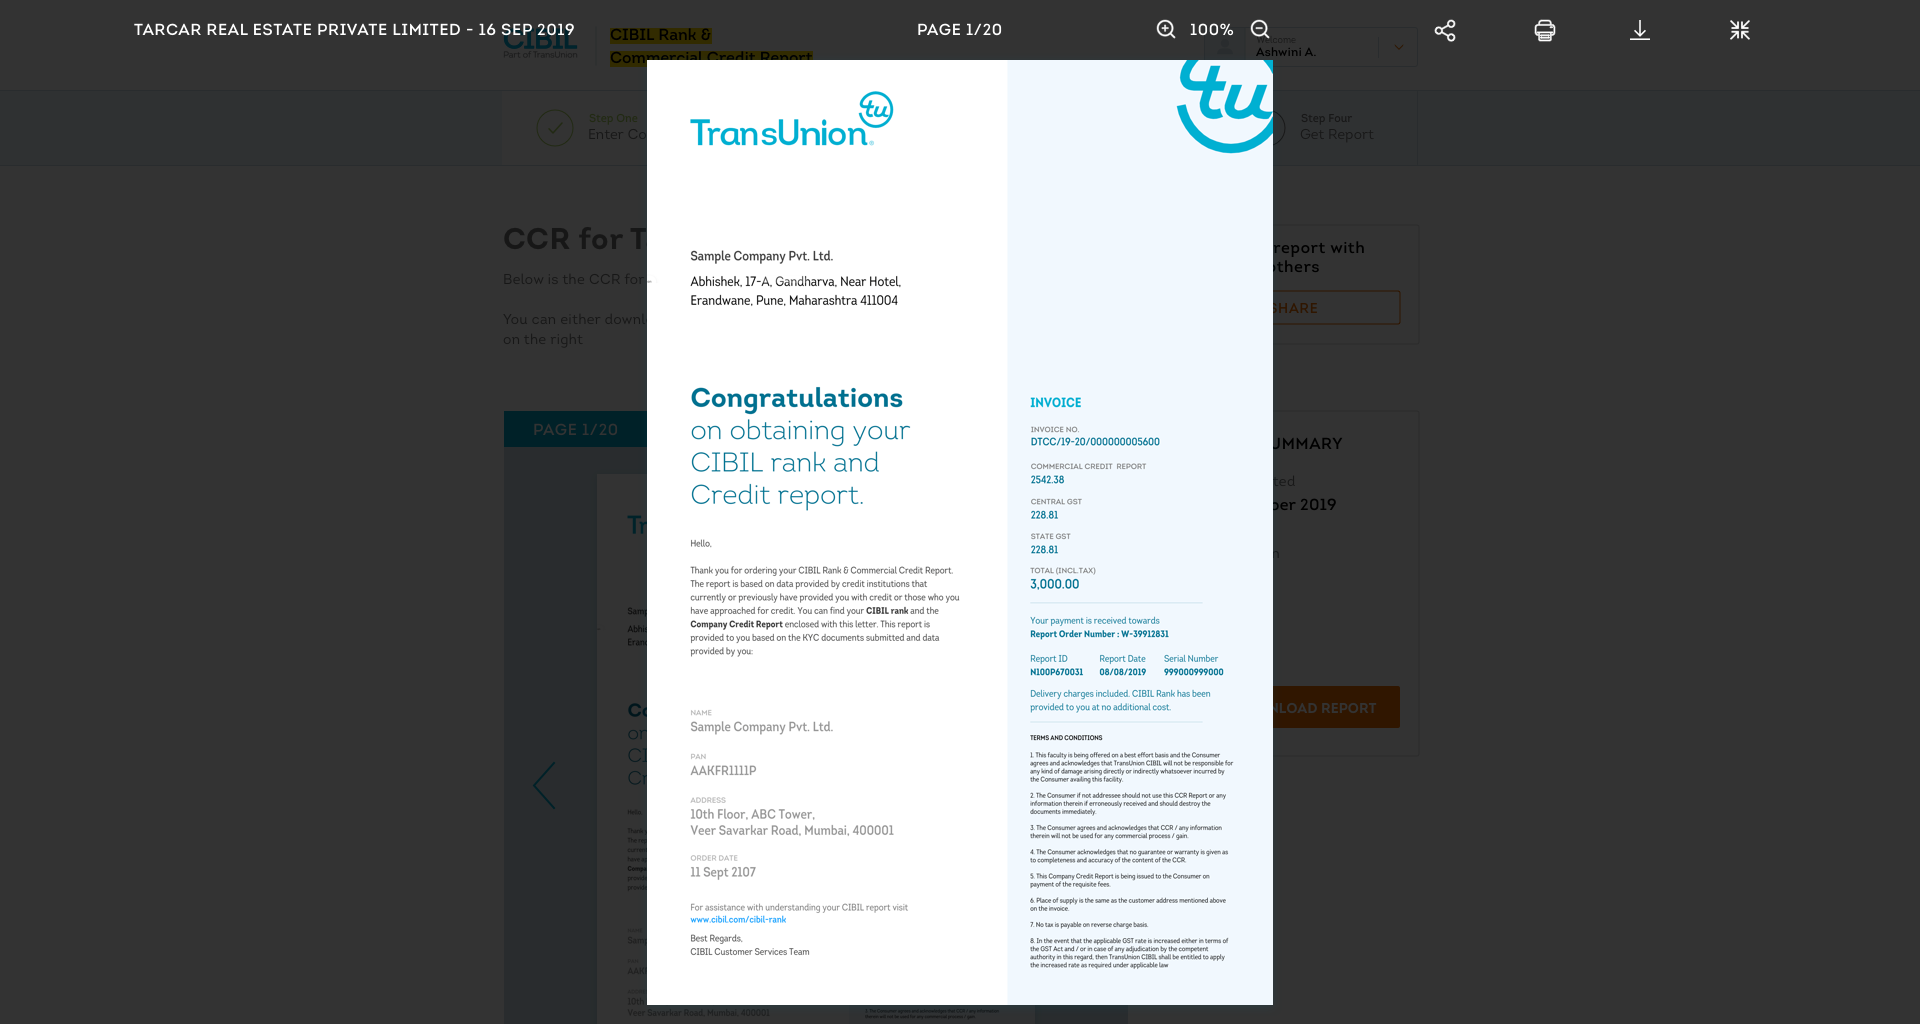 TARCAR REAL ESTATE PRIVATE LIMITED - 16 SEP 2019
PAGE 1/20
100%
CIBIL
Part of TransUnion
CIBIL Rank &
Commercial Credit Report
Welcome
Ashwini A.
Step One
Enter Co
Step Four
Get Report
CCR for T
Below is the CCR for
You can either downl
on the right
report with
others
SHARE
PAGE 1/20
UMMARY
ted
ber 2019
n
NLOAD REPORT
tu
TransUnion
tu
Sample Company Pvt. Ltd.
Abhishek, 17-A, Gandharva, Near Hotel,
Erandwane, Pune, Maharashtra 411004
Congratulations
on obtaining your
CIBIL rank and
Credit report.
Hello,
Thank you for ordering your CIBIL Rank & Commercial Credit Report.
The report is based on data provided by credit institutions that
currently or previously have provided you with credit or those who you
have approached for credit. You can find your CIBIL rank and the
Company Credit Report enclosed with this letter. This report is
provided to you based on the KYC documents submitted and data
provided by you:
NAME
Sample Company Pvt. Ltd.
PAN
AAKFR1111P
ADDRESS
10th Floor, ABC Tower,
Veer Savarkar Road, Mumbai, 400001
ORDER DATE
11 Sept 2107
For assistance with understanding your CIBIL report visit
www.cibil.com/cibil-rank
Best Regards,
CIBIL Customer Services Team
INVOICE
INVOICE NO.
DTCC/19-20/000000005600
COMMERCIAL CREDIT REPORT
2542.38
CENTRAL GST
228.81
STATE GST
228.81
TOTAL (INCL.TAX)
3,000.00
Your payment is received towards
Report Order Number : W-39912831
Report ID Report Date Serial Number
N100P670031 08/08/2019 999000999000
Delivery charges included. CIBIL Rank has been
provided to you at no additional cost.
TERMS AND CONDITIONS
1. This faculty is being offered on a best effort basis and the Consumer
agrees and acknowledges that TransUnion CIBIL will not be responsible for
any kind of damage arising directly or indirectly whatsoever incurred by
the Consumer availing this facility.
2. The Consumer if not addressee should not use this CCR Report or any
information therein if erroneously received and should destroy the
documents immediately.
3. The Consumer agrees and acknowledges that CCR / any information
therein will not be used for any commercial process / gain.
4. The Consumer acknowledges that no guarantee or warranty is given as
to completeness and accuracy of the content of the CCR.
5. This Company Credit Report is being issued to the Consumer on
payment of the requisite fees.
6. Place of supply is the same as the customer address mentioned above
on the invoice.
7. No tax is payable on reverse charge basis.
8. In the event that the applicable GST rate is increased either in terms of
the GST Act and / or in case of any adjudication by the competent
authority in this regard, then TransUnion CIBIL shall be entitled to apply
the increased rate as required under applicable law